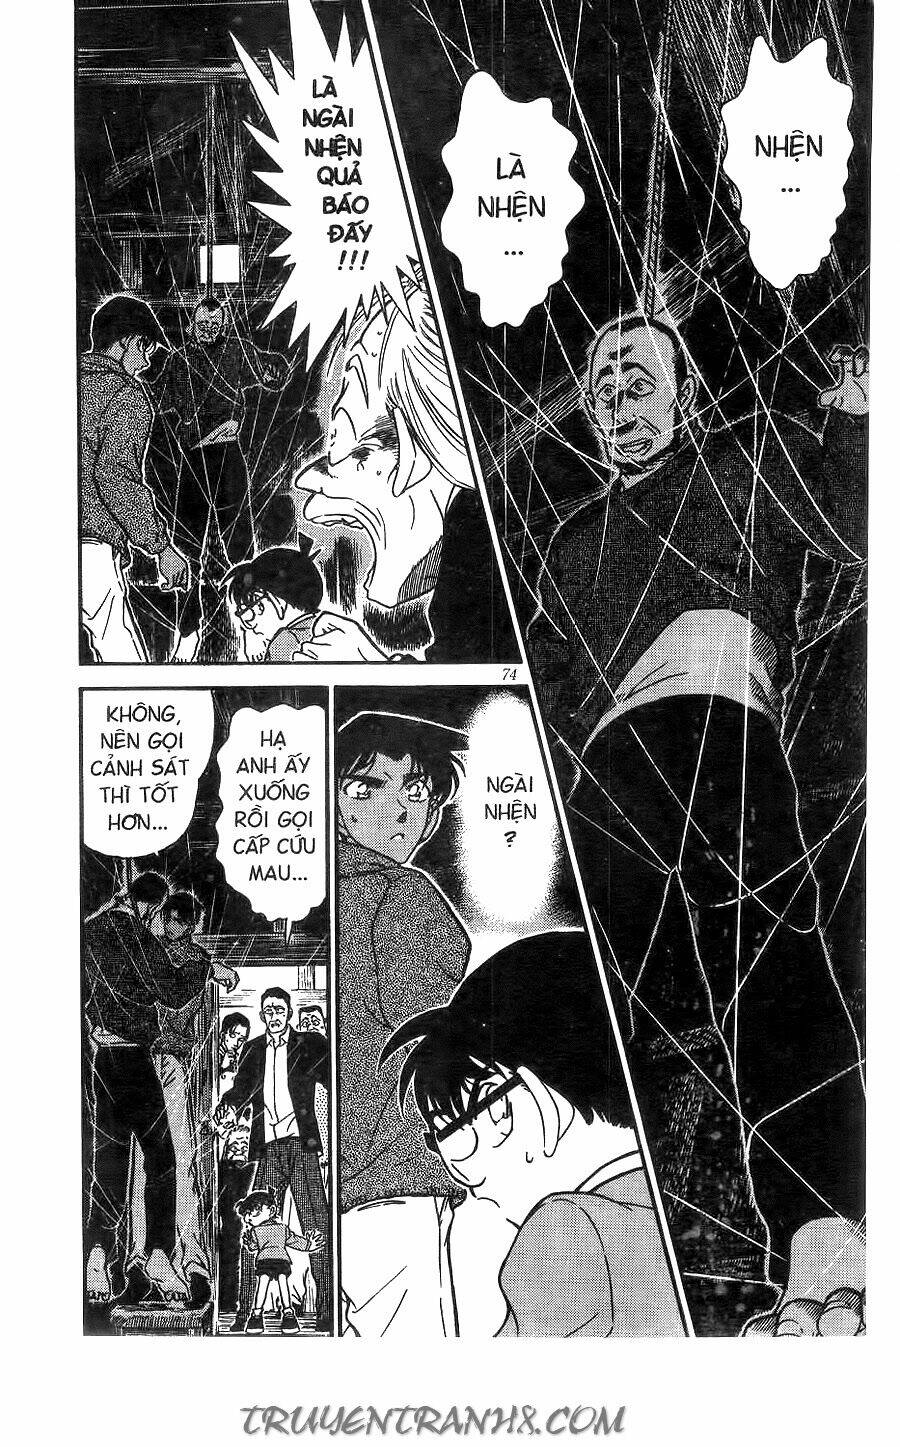 NHỆN
...
LÀ
NHỆN
...
LÀ
NGÀI
NHỆN
QUẢ
BÁO
ĐẤY
!!!
74
NGÀI
NHỆN
?
HẠ
ANH ẤY
XUỐNG
RỒI GỌI
CẤP CỨU
MAU...
KHÔNG,
NÊN GỌI
CẢNH SÁT
THÌ TỐT
HƠN...
TRUYENTRANH8.COM